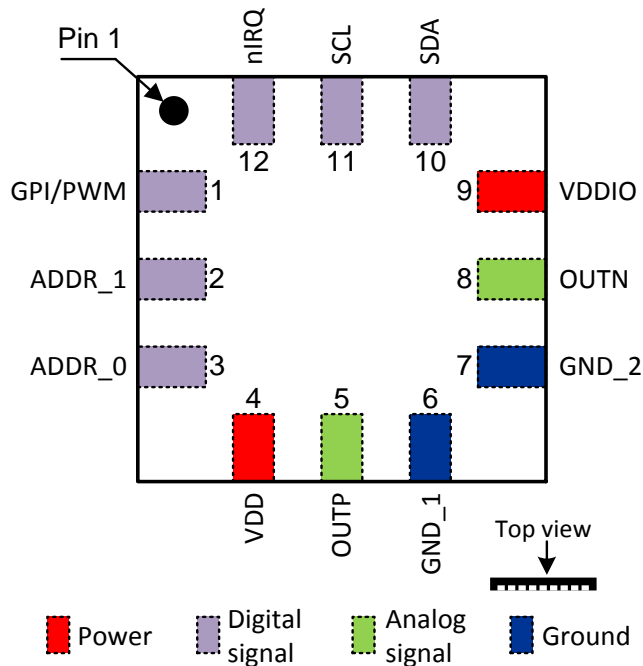 Pin 1
nIRQ
SCL
SDA
12
11
10
GPI/PWM
1
9
VDDIO
ADDR_1
2
8
OUTN
ADDR_0
3
7
GND_2
4
5
6
VDD
OUTP
GND_1
Top view
Power
Digital
signal
Analog
signal
Ground